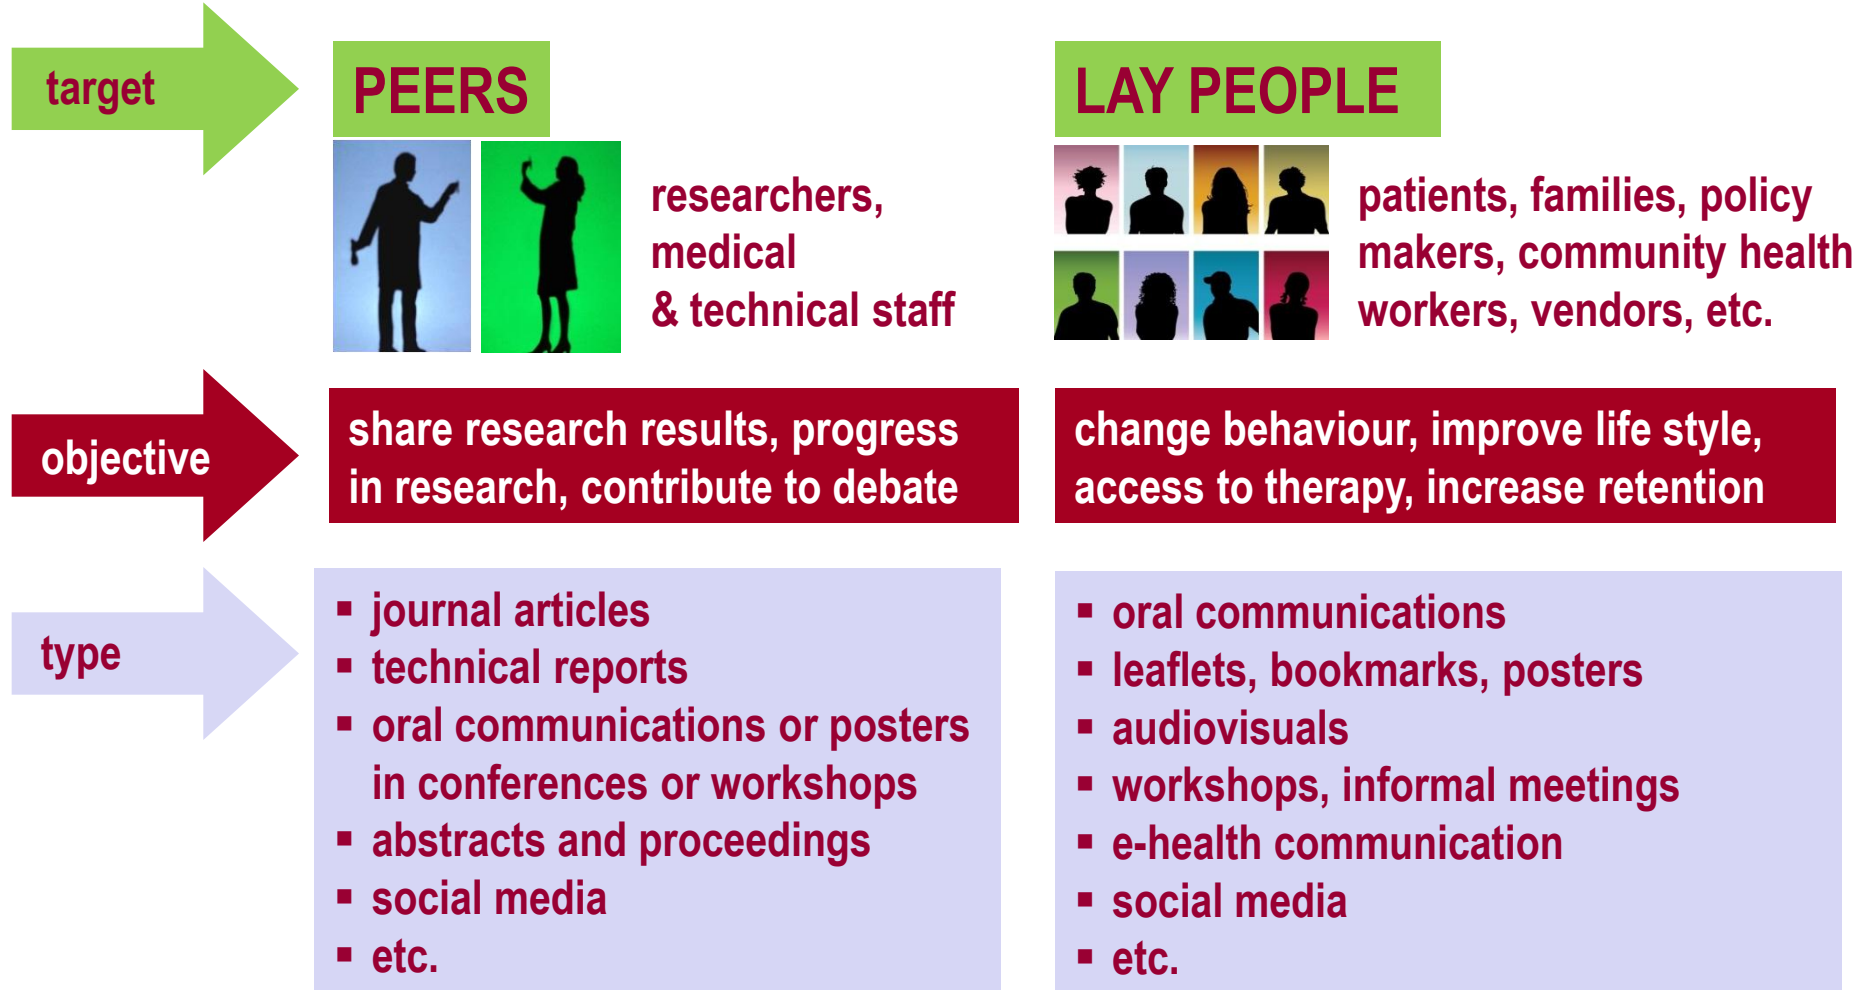 target
PEERS
researchers,
medical
& technical staff
LAY PEOPLE
patients, families, policy
makers, community health
workers, vendors, etc.
objective
share research results, progress
in research, contribute to debate
change behaviour, improve life style,
access to therapy, increase retention
type
▪ journal articles
▪ technical reports
▪ oral communications or posters
in conferences or workshops
▪ abstracts and proceedings
▪ social media
▪ etc.
▪ oral communications
▪ leaflets, bookmarks, posters
▪ audiovisuals
▪ workshops, informal meetings
▪ e-health communication
▪ social media
▪ etc.